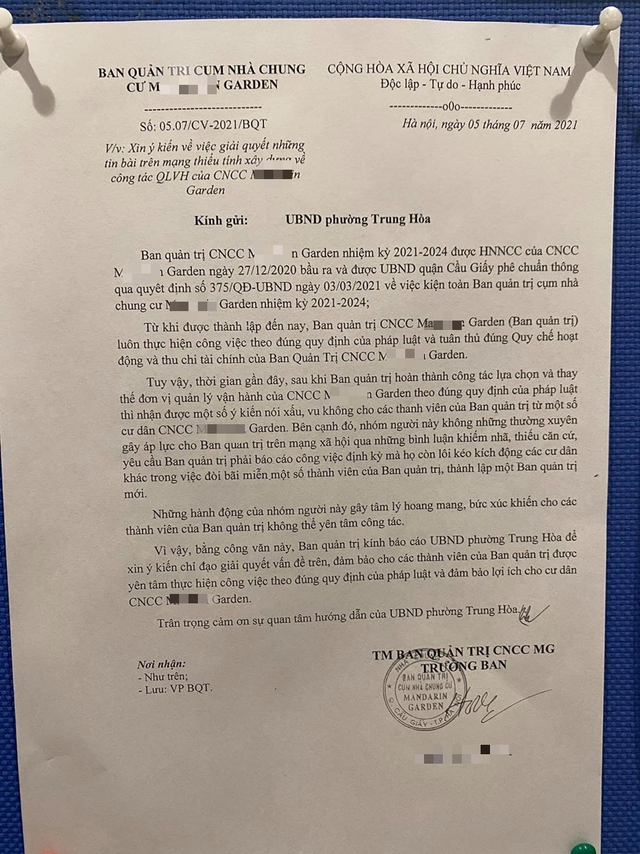 BAN QUẢN TRỊ CỤM NHÀ CHUNG
CỘNG HÒA XÃ HỘI CHỦ NGHĨA VIỆT NAM
CƯ M N GARDEN
Độc lập - Tự do - Hạnh phúc
--------------------------
-------------o0o-------------
Số: 05.07/CV-2021/BQT
Hà nội, ngày 05 tháng 07 năm 2021
V/v: Xin ý kiến về việc giải quyết những
tin bài trên mạng thiếu tính xây dựng về
công tác QLVH của CNCC M in
Garden
Kính gửi: UBND phường Trung Hòa
Ban quản trị CNCC M n Garden nhiệm kỳ 2021-2024 được HNNCC của CNCC
M n Garden ngày 27/12/2020 bầu ra và được UBND quận Cầu Giấy phê chuẩn thông
qua quyết định số 375/QĐ-UBND ngày 03/03/2021 về việc kiện toàn Ban quản trị cụm nhà
chung cư M Garden nhiệm kỳ 2021-2024;
Từ khi được thành lập đến nay, Ban quản trị CNCC Ma Garden (Ban quản trị)
luôn thực hiện công việc theo đúng quy định của pháp luật và tuân thủ đúng Quy chế hoạt
động và thu chi tài chính của Ban Quản Trị CNCC M n Garden.
Tuy vậy, thời gian gần đây, sau khi Ban quản trị hoàn thành công tác lựa chọn và thay
thế đơn vị quản lý vận hành của CNCC M n Garden theo đúng quy định của pháp luật
thì nhận được một số ý kiến nói xấu, vu không cho các thanh viên của Ban quản trị từ một số
cư dân CNCC M Garden. Bên cạnh đó, nhóm người này không những thường xuyên
gây áp lực cho Ban quan trị trên mạng xã hội qua những bình luận khiếm nhã, thiếu căn cứ,
yêu cầu Ban quản trị phải báo cáo công việc định kỳ mà họ còn lôi kéo kích động các cư dân
khác trong việc đòi bãi miễn một số thành viên của Ban quản trị, thành lập một Ban quản trị
mới.
Những hành động của nhóm người này gây tâm lý hoang mang, bức xúc khiến cho các
thành viên của Ban quản trị không thể yên tâm công tác.
Vì vậy, bằng công văn này, Ban quản trị kính báo cáo UBND phường Trung Hòa để
xin ý kiến chỉ đạo giải quyết vấn đề trên, đảm bảo cho các thành viên của Ban quản trị được
yên tâm thực hiện công việc theo đúng quy định của pháp luật và đảm bảo lợi ích cho cư dân
CNCC M Garden.
Trân trọng cảm ơn sự quan tâm hướng dẫn của UBND phường Trung Hòa
TM BAN QUẢN TRỊ CNCC MG
TRƯỞNG BAN
Nơi nhận:
- Như trên;
- Lưu: VP BQT.
BAN QUẢN TRỊ
CỤM NHÀ CHUNG CƯ
MANDARIN
GARDEN
Q. CẦU GIẤY - T.P HÀ